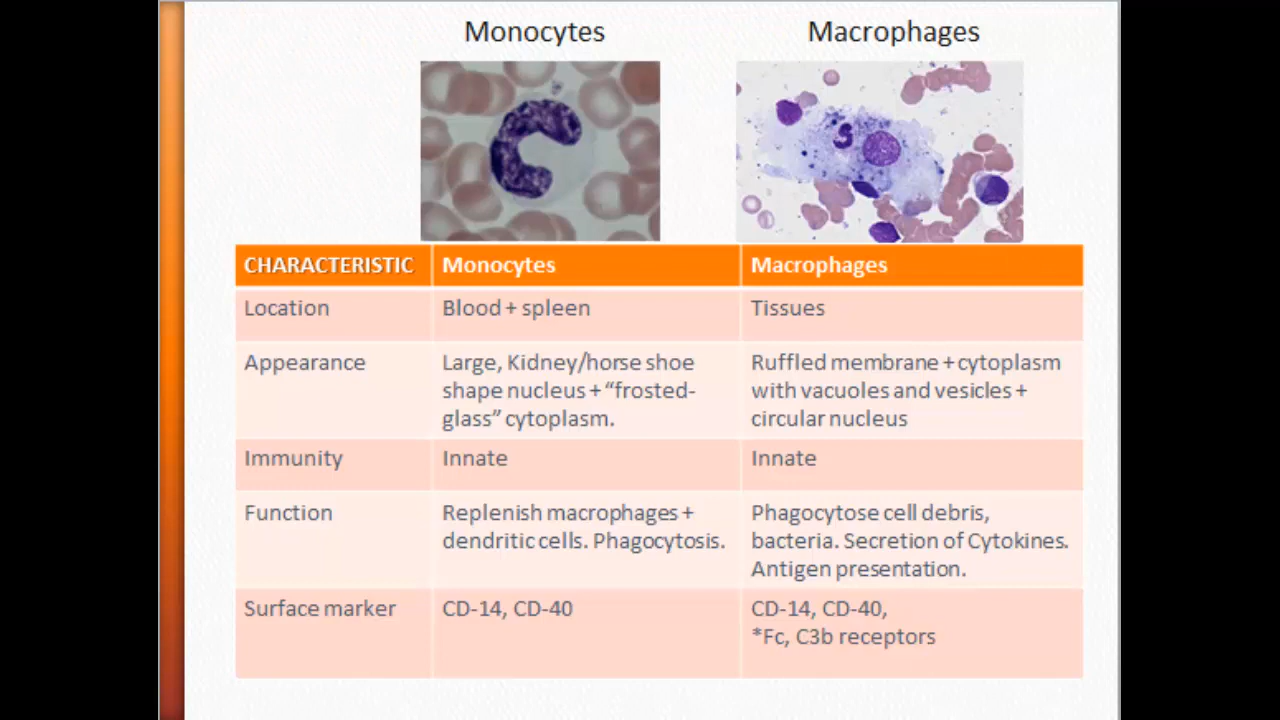 Monocytes
Macrophages
CHARACTERISTIC
Monocytes
Macrophages
Location
Blood + spleen
Tissues
Appearance
Large, Kidney/horse shoe
shape nucleus + “frosted-
glass” cytoplasm.
Ruffled membrane + cytoplasm
with vacuoles and vesicles +
circular nucleus
Immunity
Innate
Innate
Function
Replenish macrophages +
dendritic cells. Phagocytosis.
Phagocytose cell debris,
bacteria. Secretion of Cytokines.
Antigen presentation.
Surface marker
CD-14, CD-40
CD-14, CD-40,
*Fc, C3b receptors